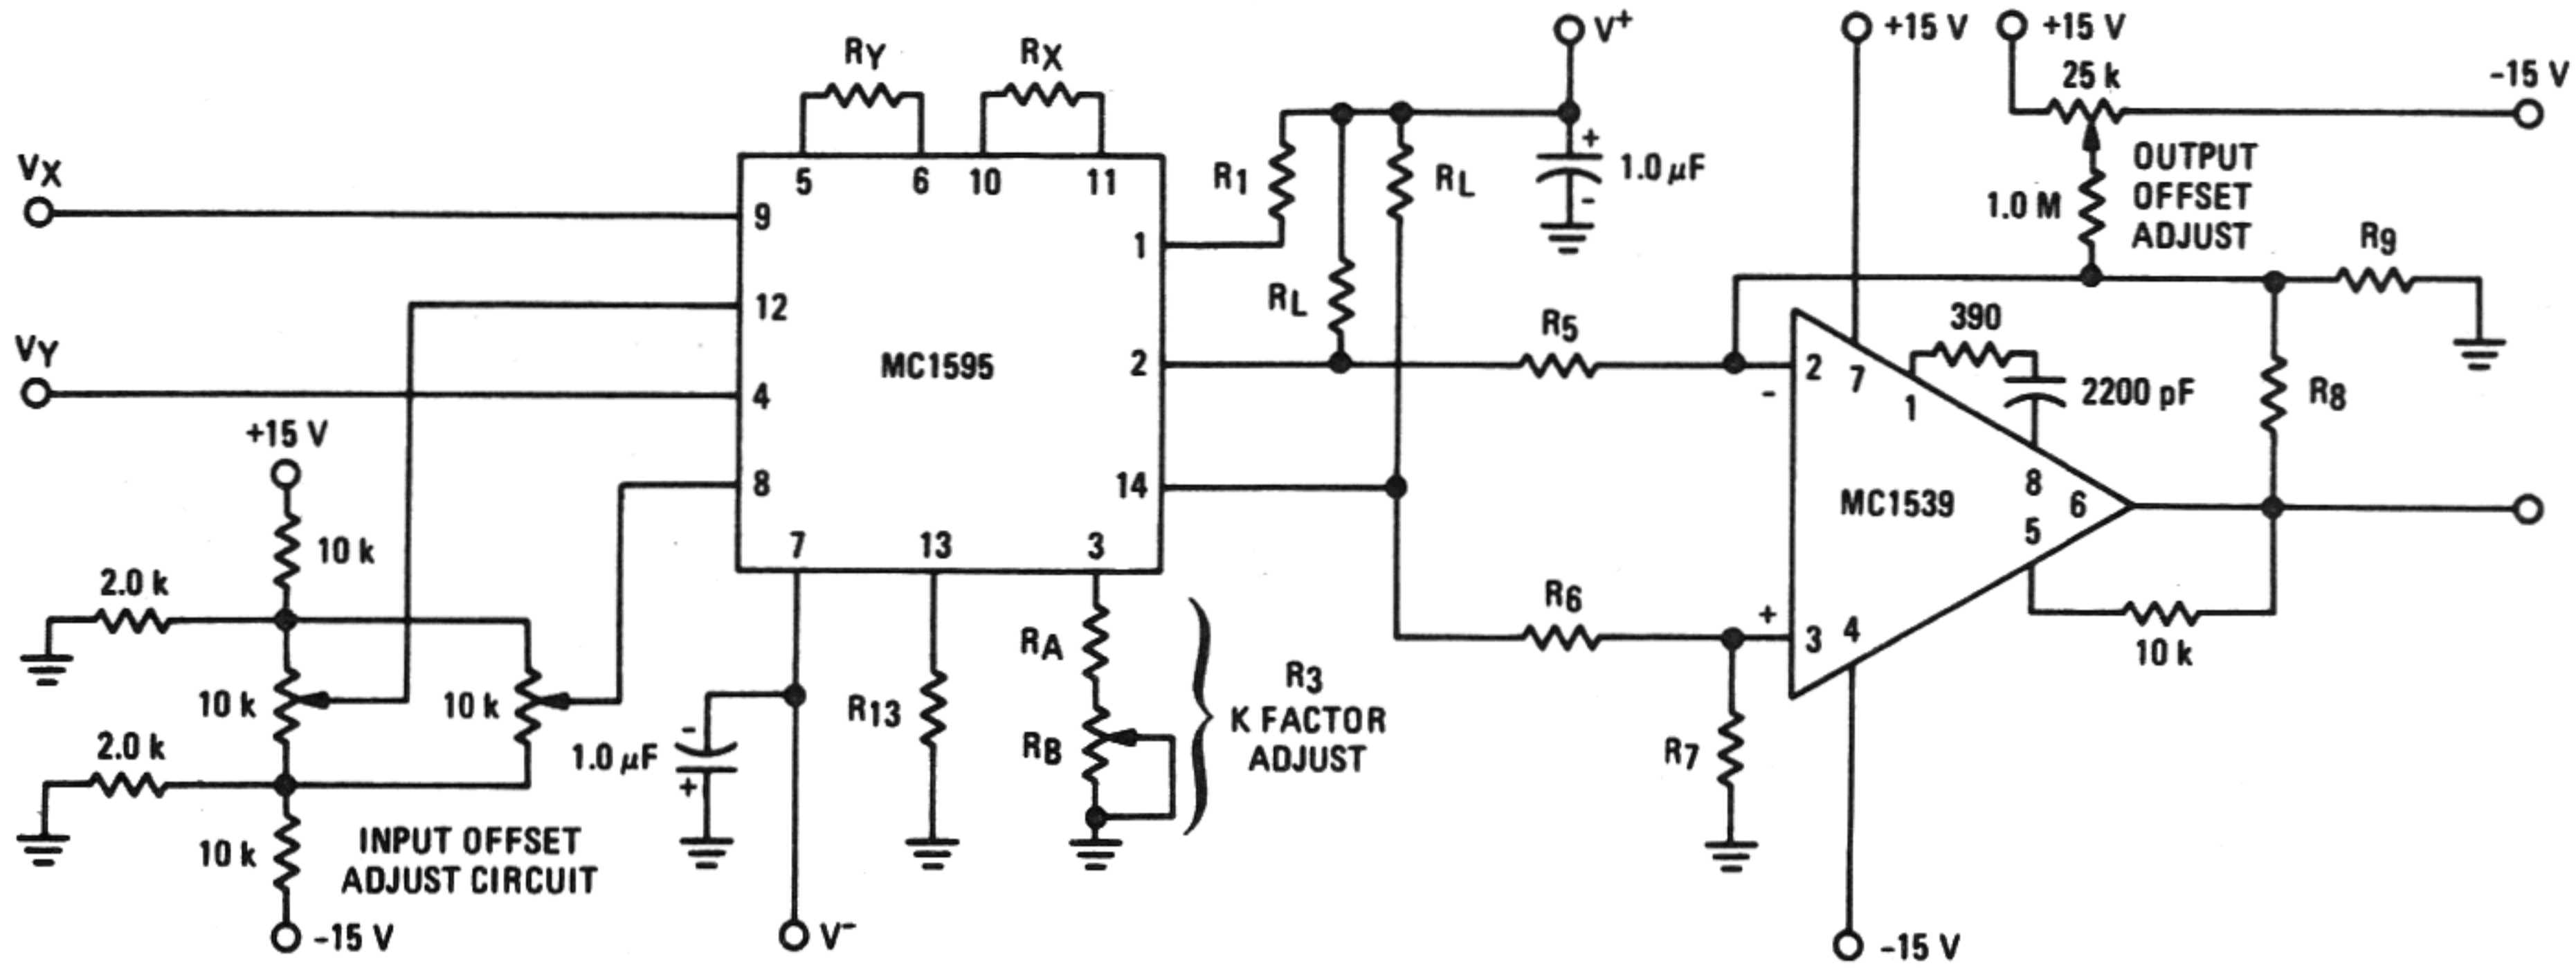 V+
+15 V
+15 V
-15 V
25 k
RY
RX
R1
RL
+
1.0 µF
-
OUTPUT
OFFSET
ADJUST
1.0 M
R9
VX
5
6
10
11
9
1
12
RL
R5
390
VY
MC1595
2
2
7
1
2200 pF
R8
-
4
+15 V
8
14
8
MC1539
6
5
10 k
7
13
3
2.0 k
R6
+
3
4
10 k
RA
10 k
10 k
R13
R3
K FACTOR
ADJUST
RB
R7
2.0 k
-
1.0 µF
+
10 k
INPUT OFFSET
ADJUST CIRCUIT
-15 V
V-
-15 V